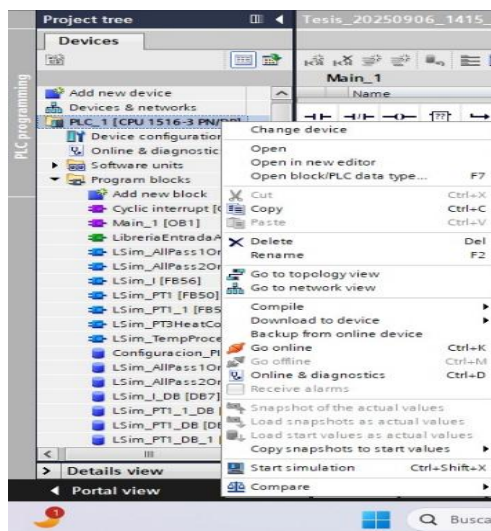 Project tree
Tesis_20250906_1415_
Devices
PLC programming
Main_1
Name
Add new device
Devices & networks
PLC_1 [CPU 1516-3 PN/DP]
Device configuration
Online & diagnostic
Software units
Program blocks
Add new block
Cyclic interrupt [
Main_1 [OB1]
LibreriaEntradaA
LSim_AllPass1Or
LSim_AllPass2Or
LSim_I [FB56]
LSim_PT1 [FB50]
LSim_PT1_1 [FB5
LSim_PT3HeatCo
LSim_TempProce
Configuracion_PI
LSim_AllPass1Or
LSim_AllPass2Or
LSim_I_DB [DB7]
LSim_PT1_1_DB [
LSim_PT1_DB [DB
LSim_PT1_DB_1 [
Details view
Portal view
Change device
Open
Open in new editor
Open block/PLC data type... F7
Cut Ctrl+X
Copy Ctrl+C
Paste Ctrl+V
Delete Del
Rename F2
Go to topology view
Go to network view
Compile
Download to device
Backup from online device
Go online Ctrl+K
Go offline Ctrl+M
Online & diagnostics Ctrl+D
Receive alarms
Snapshot of the actual values
Load snapshots as actual values
Load start values as actual values
Copy snapshots to start values
Start simulation Ctrl+Shift+X
Compare
1
Busca